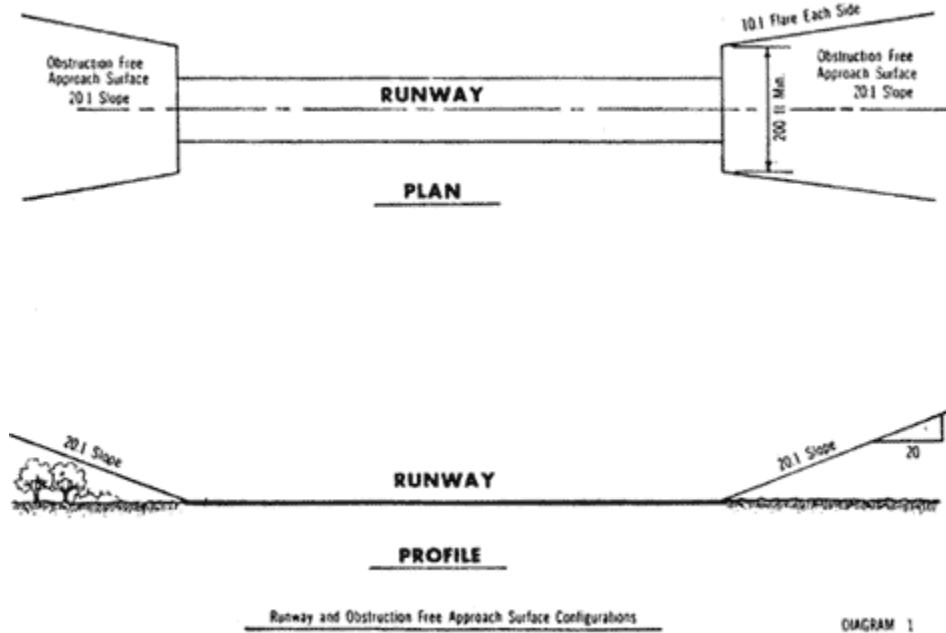 10:1 Flare Each Side
Obstruction Free
Approach Surface
20:1 Slope
RUNWAY
200 ft Min.
Obstruction Free
Approach Surface
20:1 Slope
PLAN
20:1 Slope
RUNWAY
20:1 Slope
20
PROFILE
Runway and Obstruction Free Approach Surface Configurations
DIAGRAM 1